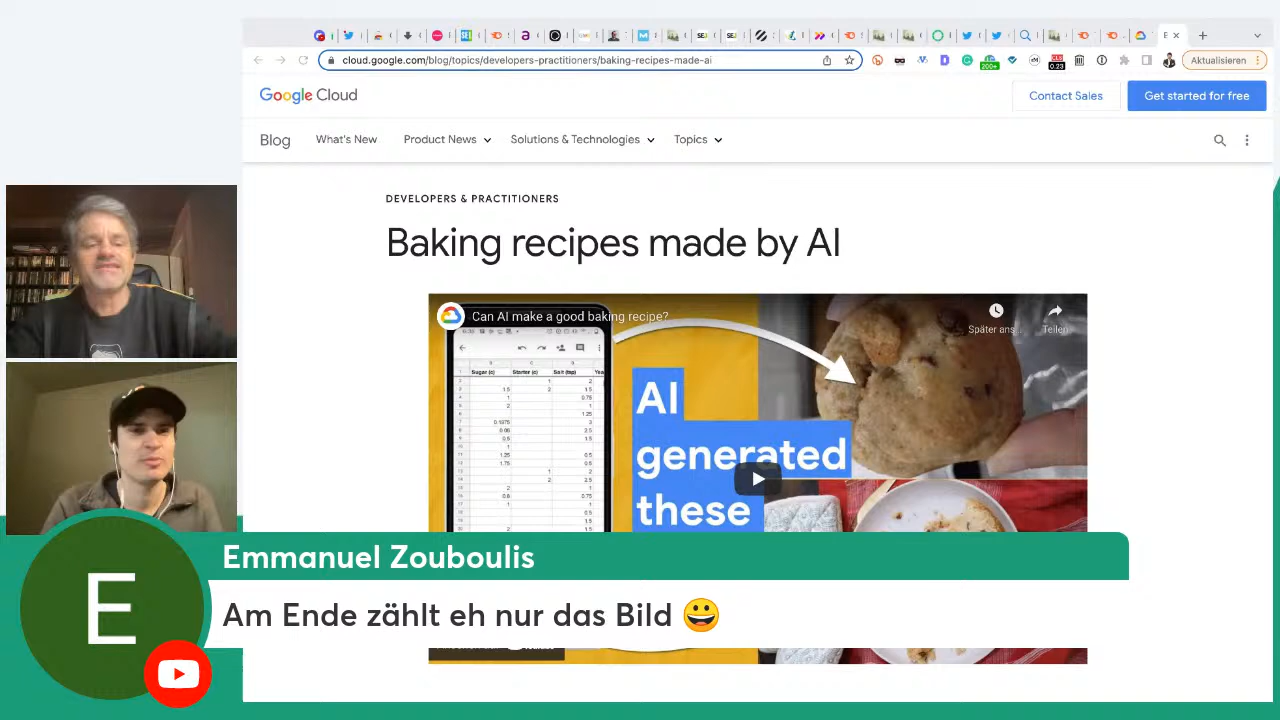 cloud.google.com/blog/topics/developers-practitioners/baking-recipes-made-ai
200+
0.23
Aktualisieren
Google Cloud
Contact Sales
Get started for free
Blog
What's New
Product News
Solutions & Technologies
Topics
DEVELOPERS & PRACTITIONERS
Baking recipes made by AI
Can AI make a good baking recipe?
Später ans...
Teilen
Sugar (c)
Starter (c)
Salt (tsp)
AI
generated
these
E
Emmanuel Zouboulis
Am Ende zählt eh nur das Bild 😀